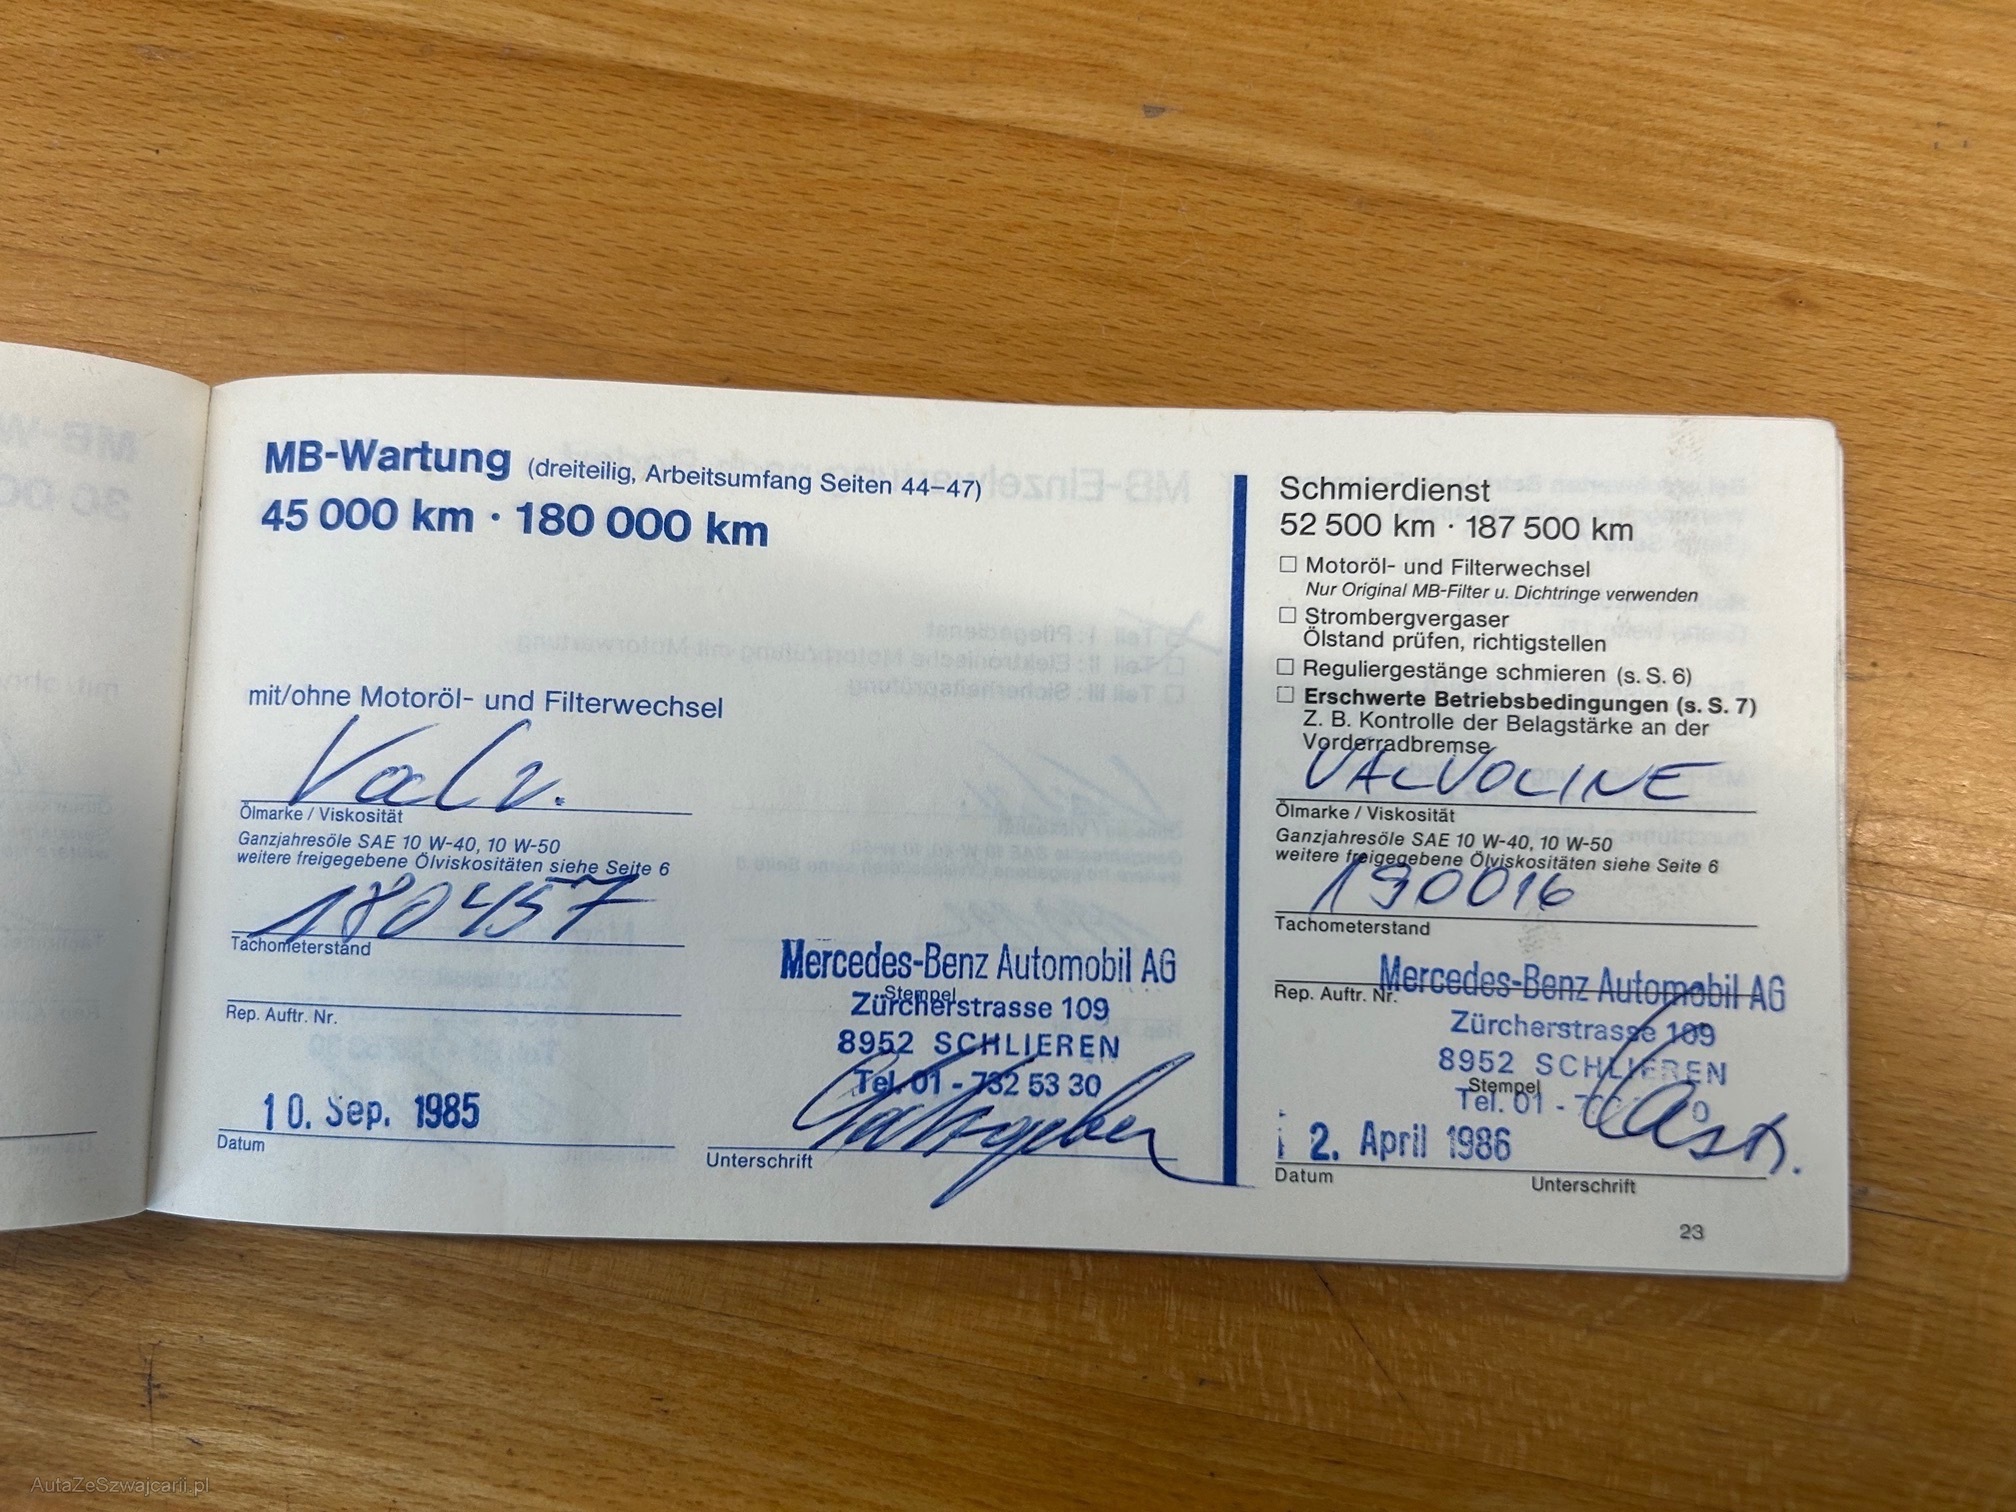 MB-Wartung (dreiteilig, Arbeitsumfang Seiten 44–47)
45 000 km · 180 000 km
mit/ohne Motoröl- und Filterwechsel
Valv.
Ölmarke / Viskosität
Ganzjahresöle SAE 10 W-40, 10 W-50
weitere freigegebene Ölviskositäten siehe Seite 6
180457
Tachometerstand
Rep. Auftr. Nr.
10. Sep. 1985
Datum
Mercedes-Benz Automobil AG
Stempel
Zürcherstrasse 109
8952 SCHLIEREN
Tel. 01 - 732 53 30
Unterschrift
Schmierdienst
52 500 km · 187 500 km
Motoröl- und Filterwechsel
Nur Original MB-Filter u. Dichtringe verwenden
Strombergvergaser
Ölstand prüfen, richtigstellen
Reguliergestänge schmieren (s. S. 6)
Erschwerte Betriebsbedingungen (s. S. 7)
Z. B. Kontrolle der Belagstärke an der
Vorderradbremse
VALVOLINE
Ölmarke / Viskosität
Ganzjahresöle SAE 10 W-40, 10 W-50
weitere freigegebene Ölviskositäten siehe Seite 6
190016
Tachometerstand
Mercedes-Benz Automobil AG
Rep. Auftr. Nr.
Zürcherstrasse 109
8952 SCHLIEREN
Stempel
Tel. 01 -
2. April 1986
Datum
Unterschrift
23
AutaZeSzwajcarii.pl